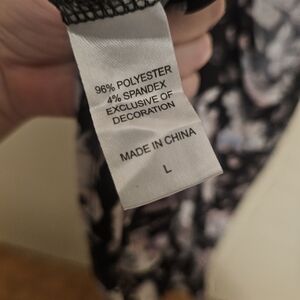 96% POLYESTER
4% SPANDEX
EXCLUSIVE OF
DECORATION
MADE IN CHINA
L